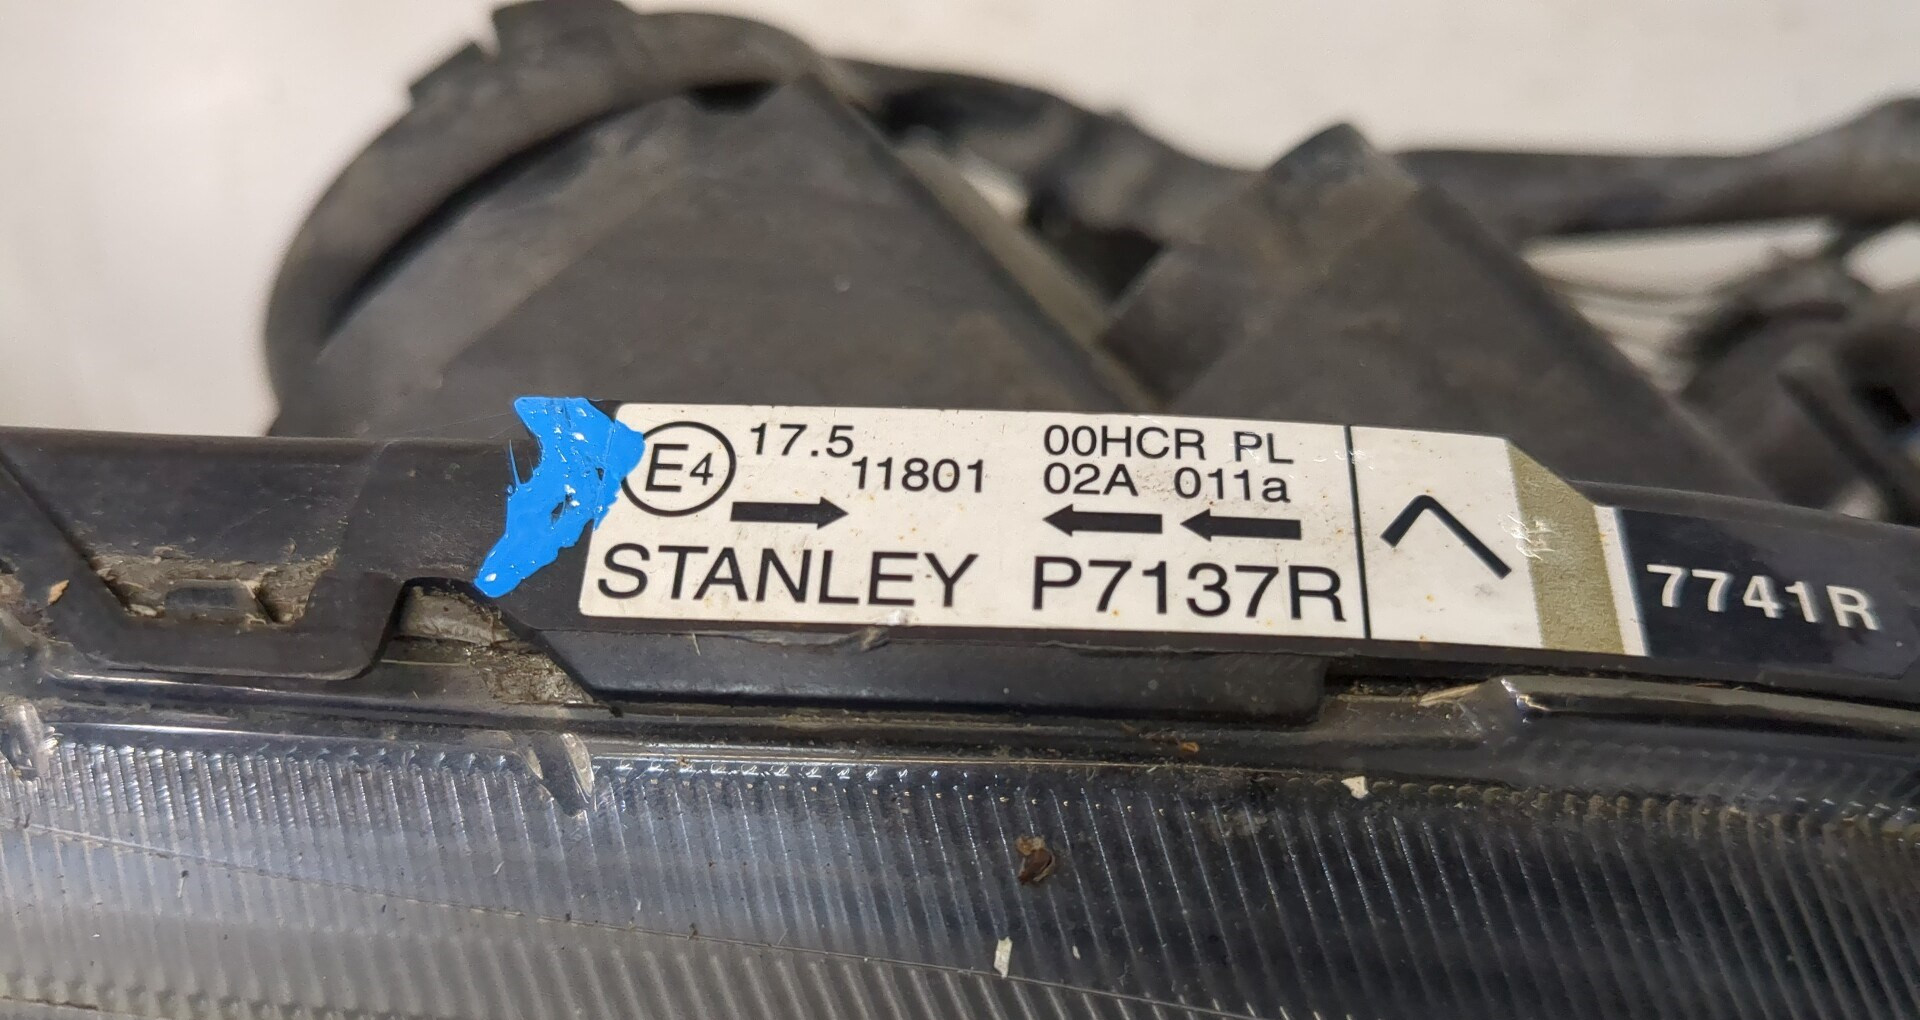 E4 17.5 11801 00HCR PL
02A 011a
STANLEY P7137R
7741R